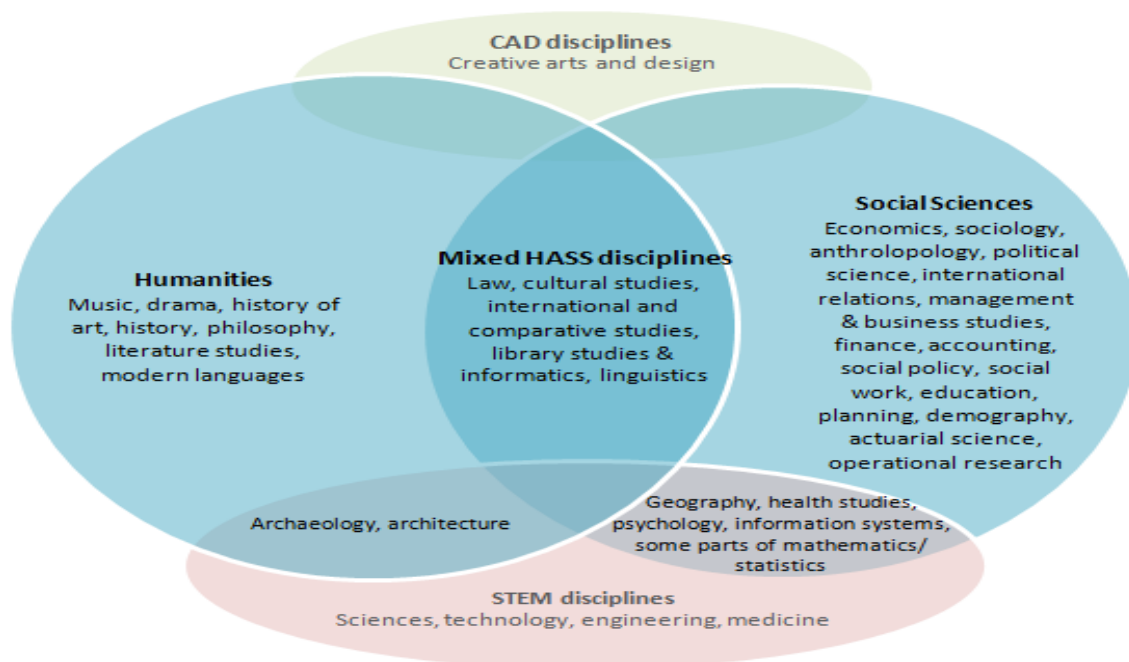 CAD disciplines
Creative arts and design
Humanities
Music, drama, history of
art, history, philosophy,
literature studies,
modern languages
Mixed HASS disciplines
Law, cultural studies,
international and
comparative studies,
library studies &
informatics, linguistics
Social Sciences
Economics, sociology,
anthrolopology, political
science, international
relations, management
& business studies,
finance, accounting,
social policy, social
work, education,
planning, demography,
actuarial science,
operational research
Archaeology, architecture
Geography, health studies,
psychology, information systems,
some parts of mathematics/
statistics
STEM disciplines
Sciences, technology, engineering, medicine